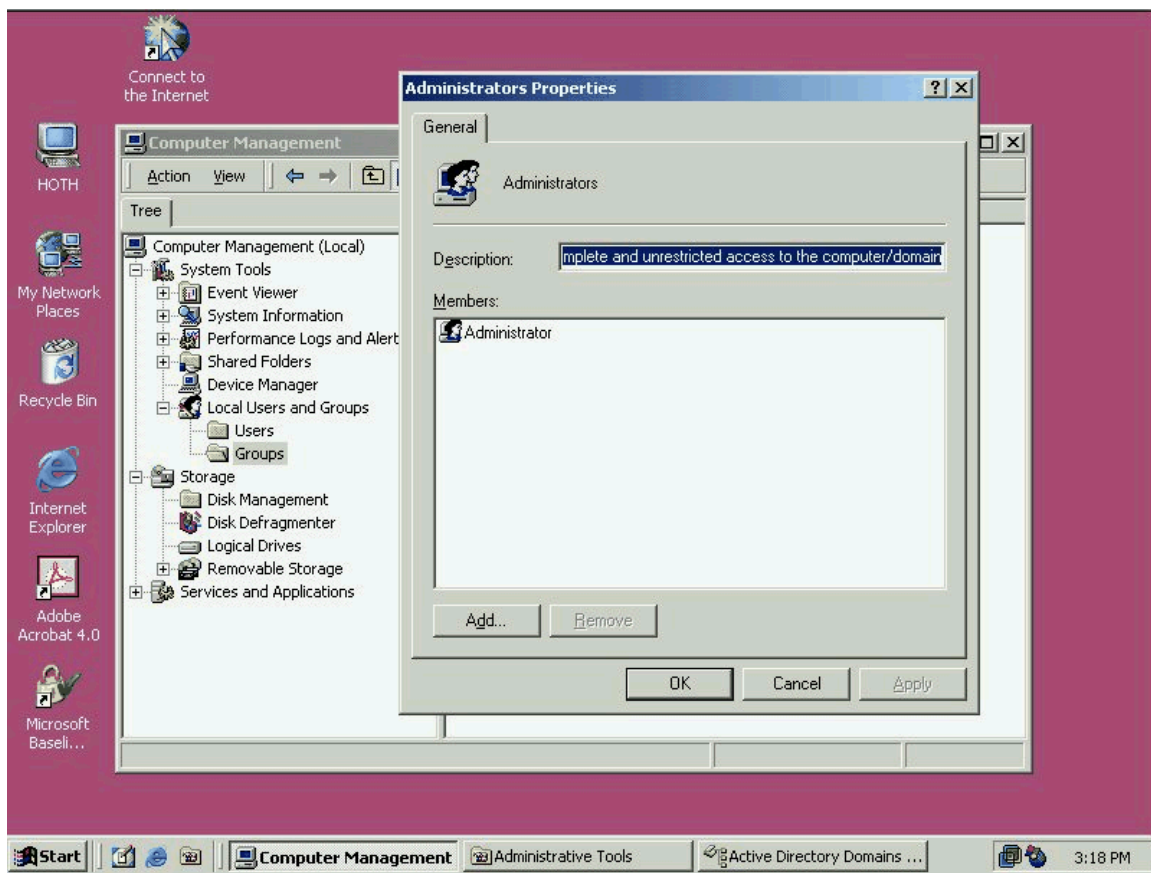 Connect to
the Internet
HOTH
My Network
Places
Recycle Bin
Internet
Explorer
Adobe
Acrobat 4.0
Microsoft
Baseli...
Computer Management
Action View
Tree
Computer Management (Local)
System Tools
Event Viewer
System Information
Performance Logs and Alert
Shared Folders
Device Manager
Local Users and Groups
Users
Groups
Storage
Disk Management
Disk Defragmenter
Logical Drives
Removable Storage
Services and Applications
Administrators Properties
General
Administrators
Description: mplete and unrestricted access to the computer/domain
Members:
Administrator
Add... Remove
OK Cancel Apply
Start Computer Management Administrative Tools Active Directory Domains ... 3:18 PM